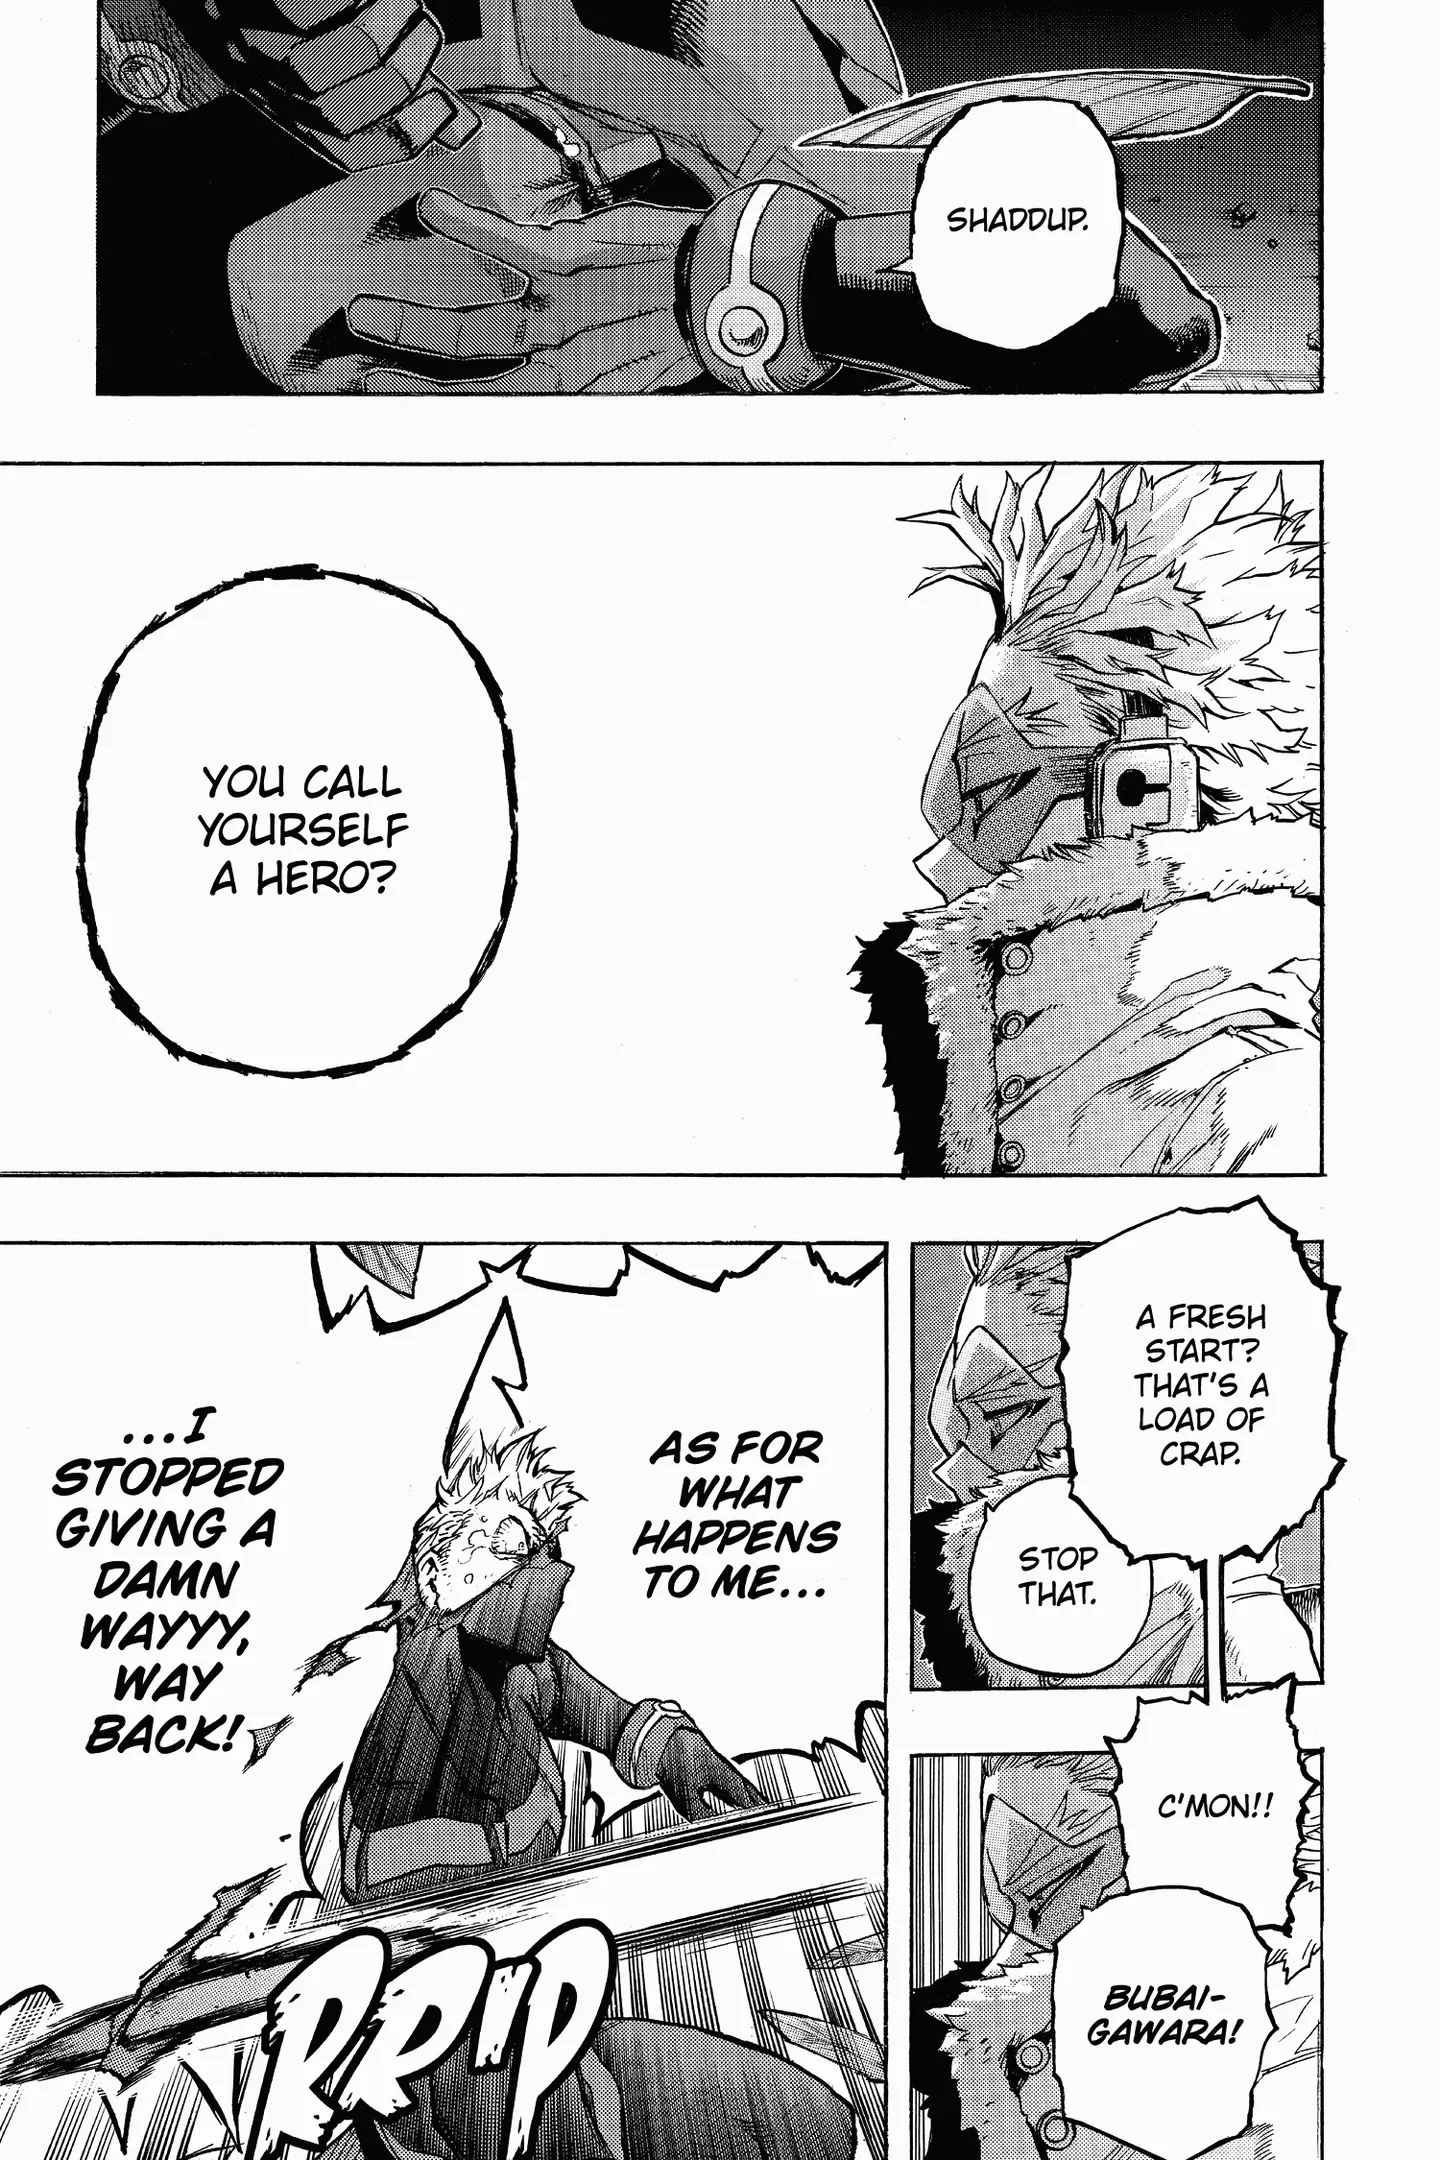 SHADDUP.
YOU CALL
YOURSELF
A HERO?
A FRESH
START?
THAT'S A
LOAD OF
CRAP.
STOP
THAT.
C'MON!!
BUBAI-
GAWARA!
AS FOR
WHAT
HAPPENS
TO ME...
...I
STOPPED
GIVING A
DAMN
WAYYY,
WAY
BACK!
RRRIP